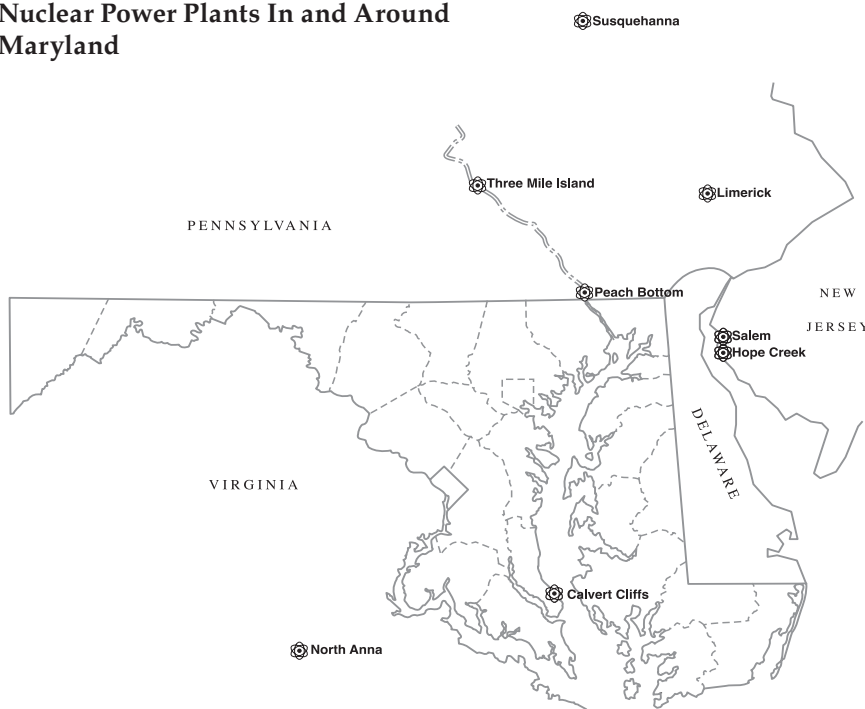 Nuclear Power Plants In and Around
Maryland
Susquehanna
Three Mile Island
Limerick
PENNSYLVANIA
Peach Bottom
NEW
JERSEY
Salem
Hope Creek
DELAWARE
VIRGINIA
Calvert Cliffs
North Anna